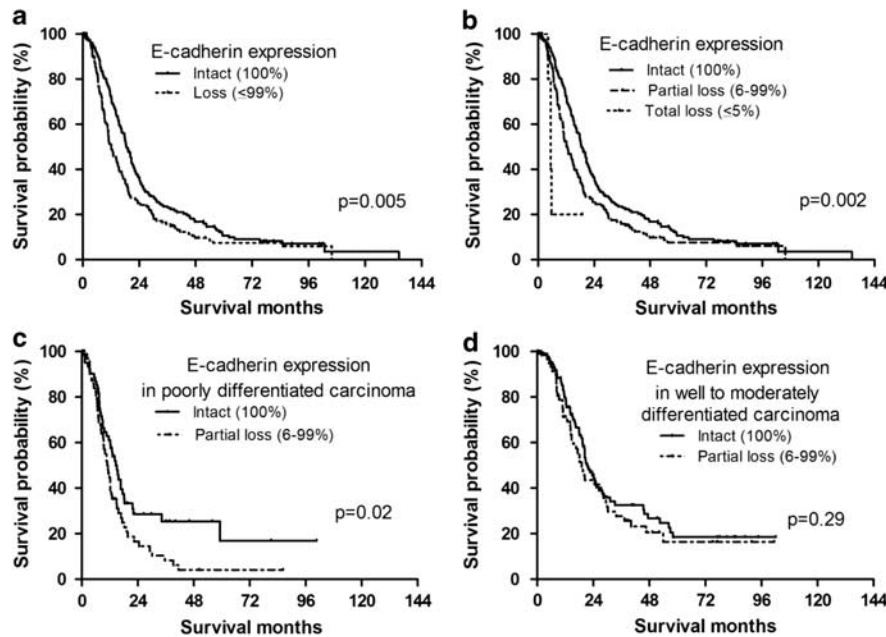 a
E-cadherin expression
Intact (100%)
Loss (≤99%)
p=0.005
Survival probability (%)
100
80
60
40
20
0
0 24 48 72 96 120 144
Survival months
b
E-cadherin expression
Intact (100%)
Partial loss (6-99%)
Total loss (≤5%)
p=0.002
Survival probability (%)
100
80
60
40
20
0
0 24 48 72 96 120 144
Survival months
c
E-cadherin expression
in poorly differentiated carcinoma
Intact (100%)
Partial loss (6-99%)
p=0.02
Survival probability (%)
100
80
60
40
20
0
0 24 48 72 96 120 144
Survival months
d
E-cadherin expression
in well to moderately
differentiated carcinoma
Intact (100%)
Partial loss (6-99%)
p=0.29
Survival probability (%)
100
80
60
40
20
0
0 24 48 72 96 120 144
Survival months